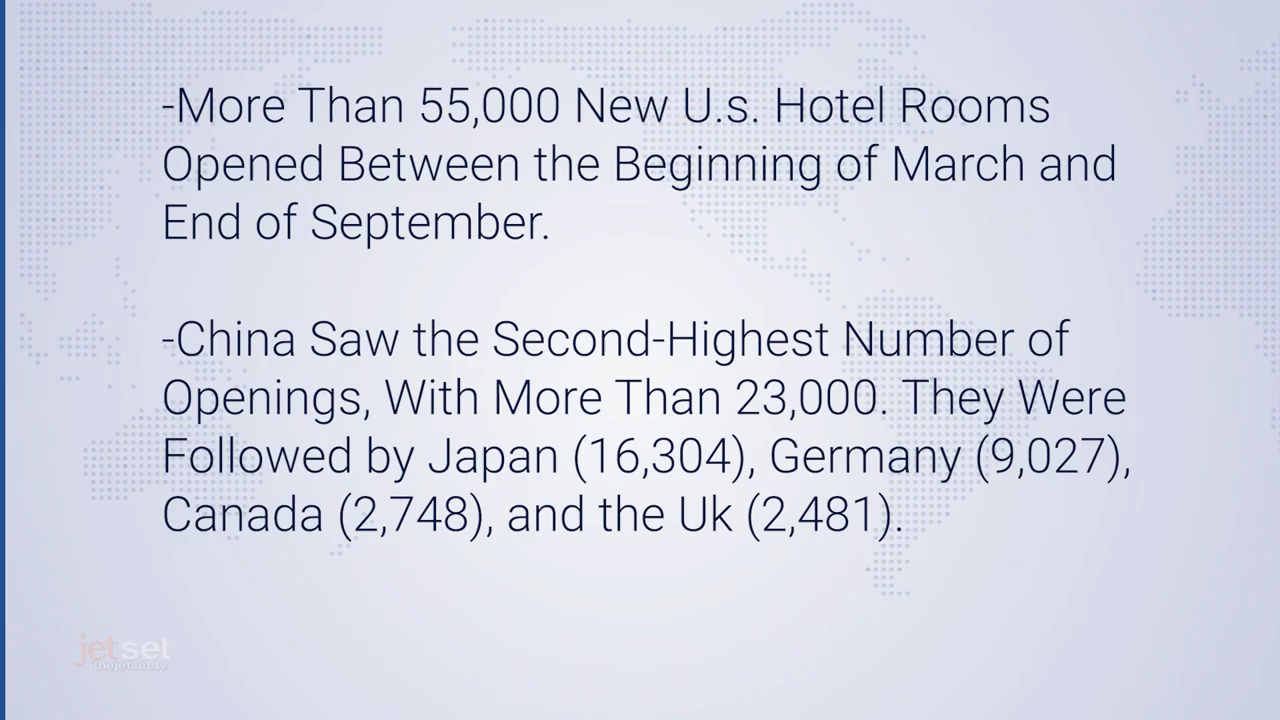 -More Than 55,000 New U.s. Hotel Rooms
Opened Between the Beginning of March and
End of September.
-China Saw the Second-Highest Number of
Openings, With More Than 23,000. They Were
Followed by Japan (16,304), Germany (9,027),
Canada (2,748), and the Uk (2,481).
jetset
thejetset.tv